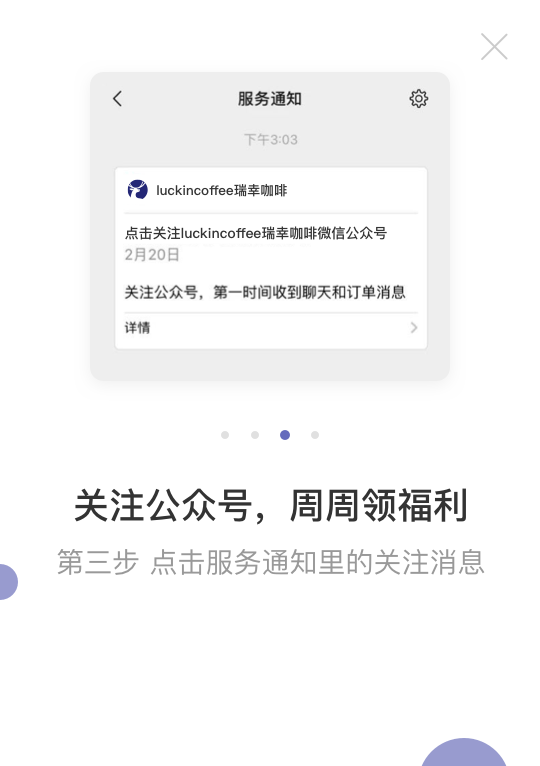 服务通知
下午3:03
luckincoffee瑞幸咖啡
点击关注luckincoffee瑞幸咖啡微信公众号
2月20日
关注公众号，第一时间收到聊天和订单消息
详情
关注公众号，周周领福利
第三步 点击服务通知里的关注消息